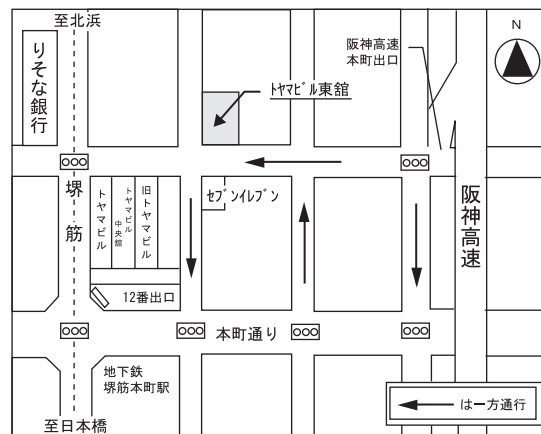 至北浜
りそな銀行
阪神高速
本町出口
N
ﾄﾔﾏﾋﾞﾙ東館
堺筋
トヤマビル
トヤマビル
中央館
旧トヤマビル
ｾﾌﾞﾝｲﾚﾌﾞﾝ
阪神高速
12番出口
本町通り
地下鉄
堺筋本町駅
は一方通行
至日本橋